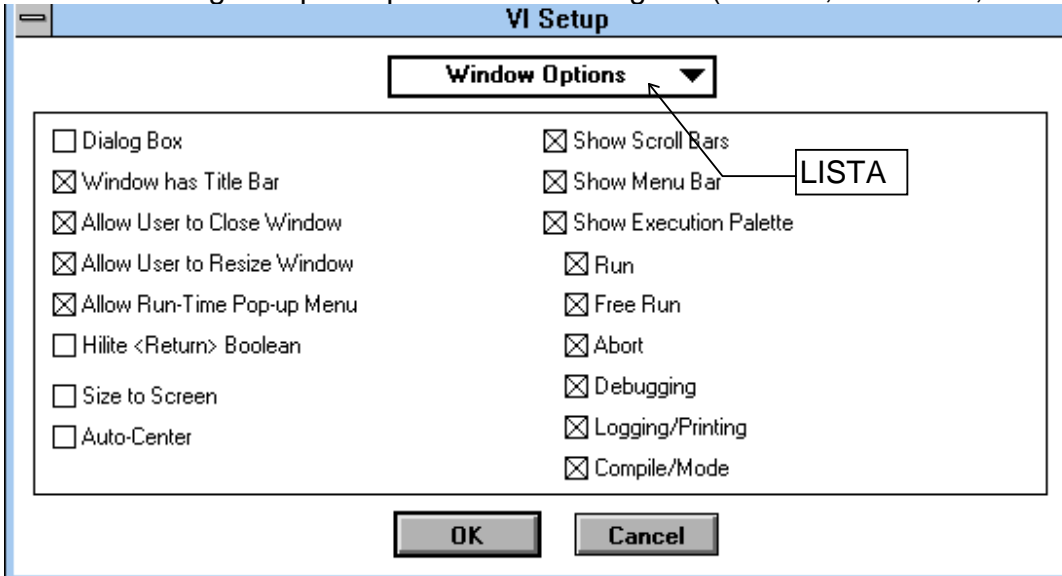 VI Setup
Window Options
Dialog Box
Window has Title Bar
Allow User to Close Window
Allow User to Resize Window
Allow Run-Time Pop-up Menu
Hilite <Return> Boolean
Size to Screen
Auto-Center
Show Scroll Bars
Show Menu Bar
LISTA
Show Execution Palette
Run
Free Run
Abort
Debugging
Logging/Printing
Compile/Mode
OK
Cancel